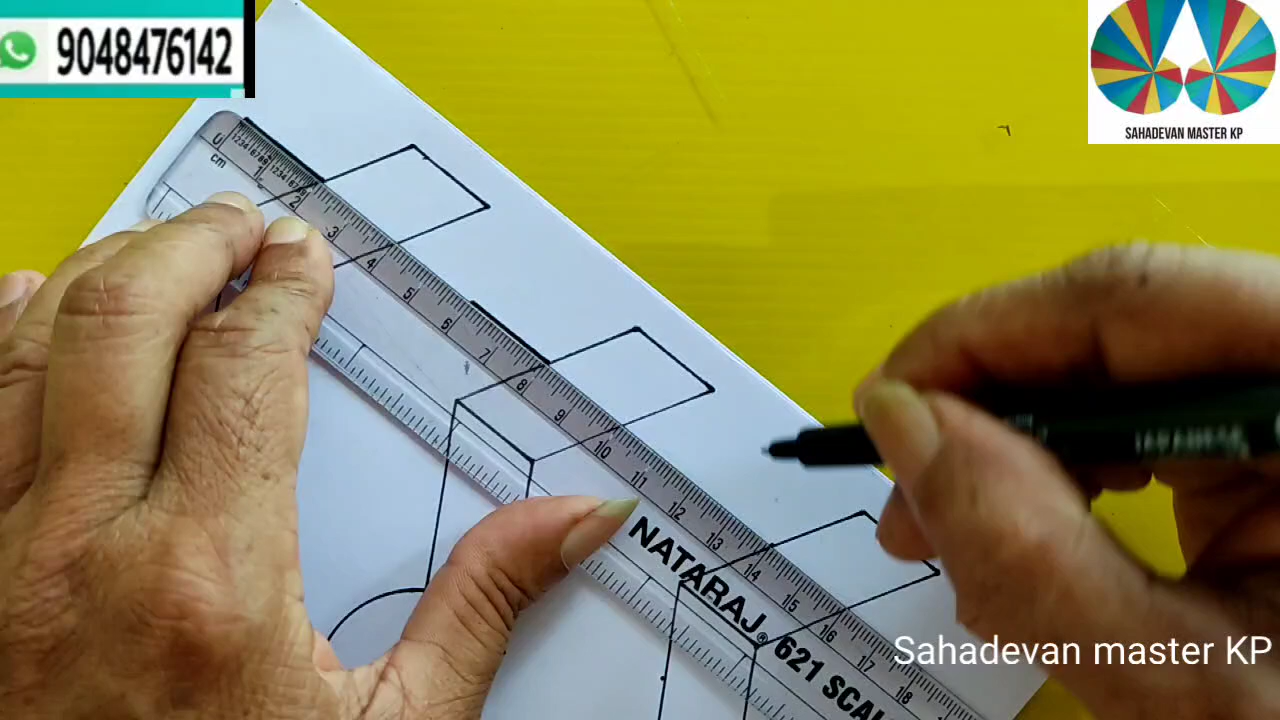 9048476142
SAHADEVAN MASTER KP
0 1 2 3 4 5 6 7 8 9 10 11 12 13 14 15 16 17 18
cm
NATARAJ® 621 SCAL
Sahadevan master KP